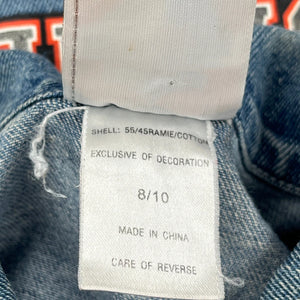 SHELL: 55/45RAMIE/COTTON
EXCLUSIVE OF DECORATION
8/10
MADE IN CHINA
CARE OF REVERSE